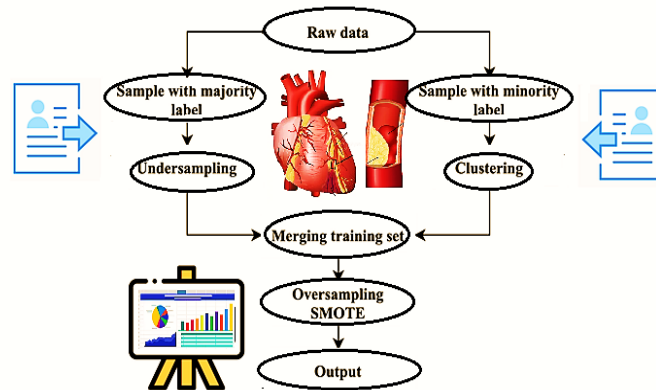 Raw data
Sample with majority
label
Sample with minority
label
Undersampling
Clustering
Merging training set
Oversampling
SMOTE
Output